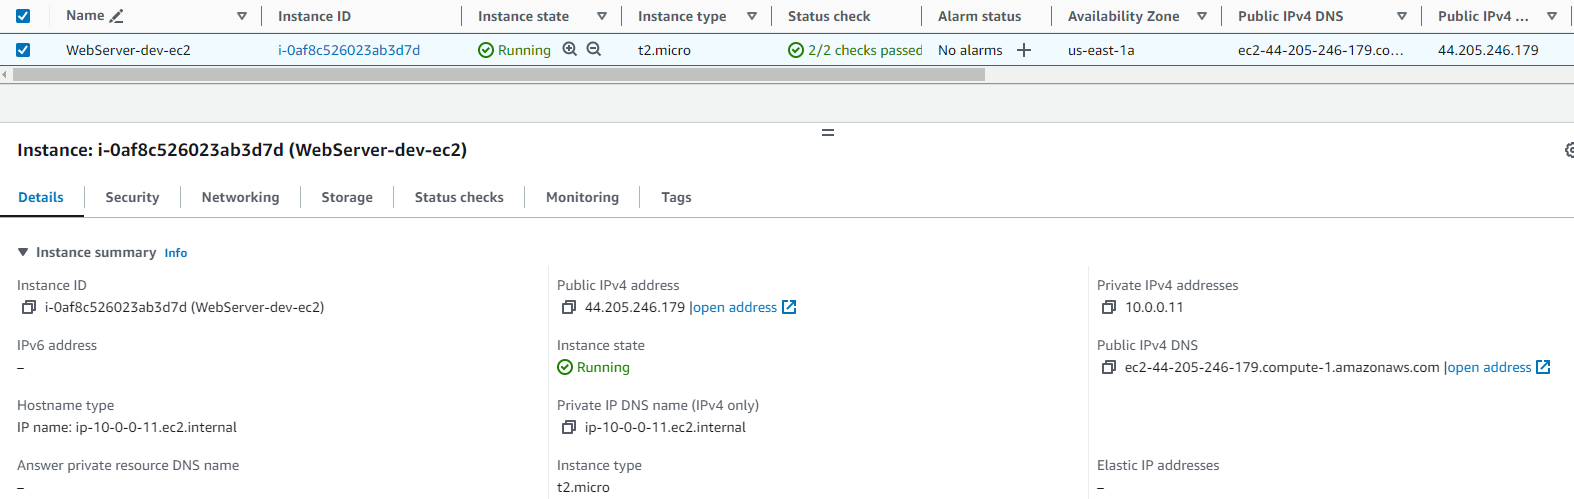 Name Instance ID Instance state Instance type Status check Alarm status Availability Zone Public IPv4 DNS Public IPv4 ...
WebServer-dev-ec2 i-0af8c526023ab3d7d Running t2.micro 2/2 checks passed No alarms + us-east-1a ec2-44-205-246-179.co... 44.205.246.179
Instance: i-0af8c526023ab3d7d (WebServer-dev-ec2)
Details Security Networking Storage Status checks Monitoring Tags
Instance summary Info
Instance ID Public IPv4 address Private IPv4 addresses
i-0af8c526023ab3d7d (WebServer-dev-ec2) 44.205.246.179 |open address 10.0.0.11
IPv6 address Instance state Public IPv4 DNS
– Running ec2-44-205-246-179.compute-1.amazonaws.com |open address
Hostname type Private IP DNS name (IPv4 only)
IP name: ip-10-0-0-11.ec2.internal ip-10-0-0-11.ec2.internal
Answer private resource DNS name Instance type Elastic IP addresses
– t2.micro –